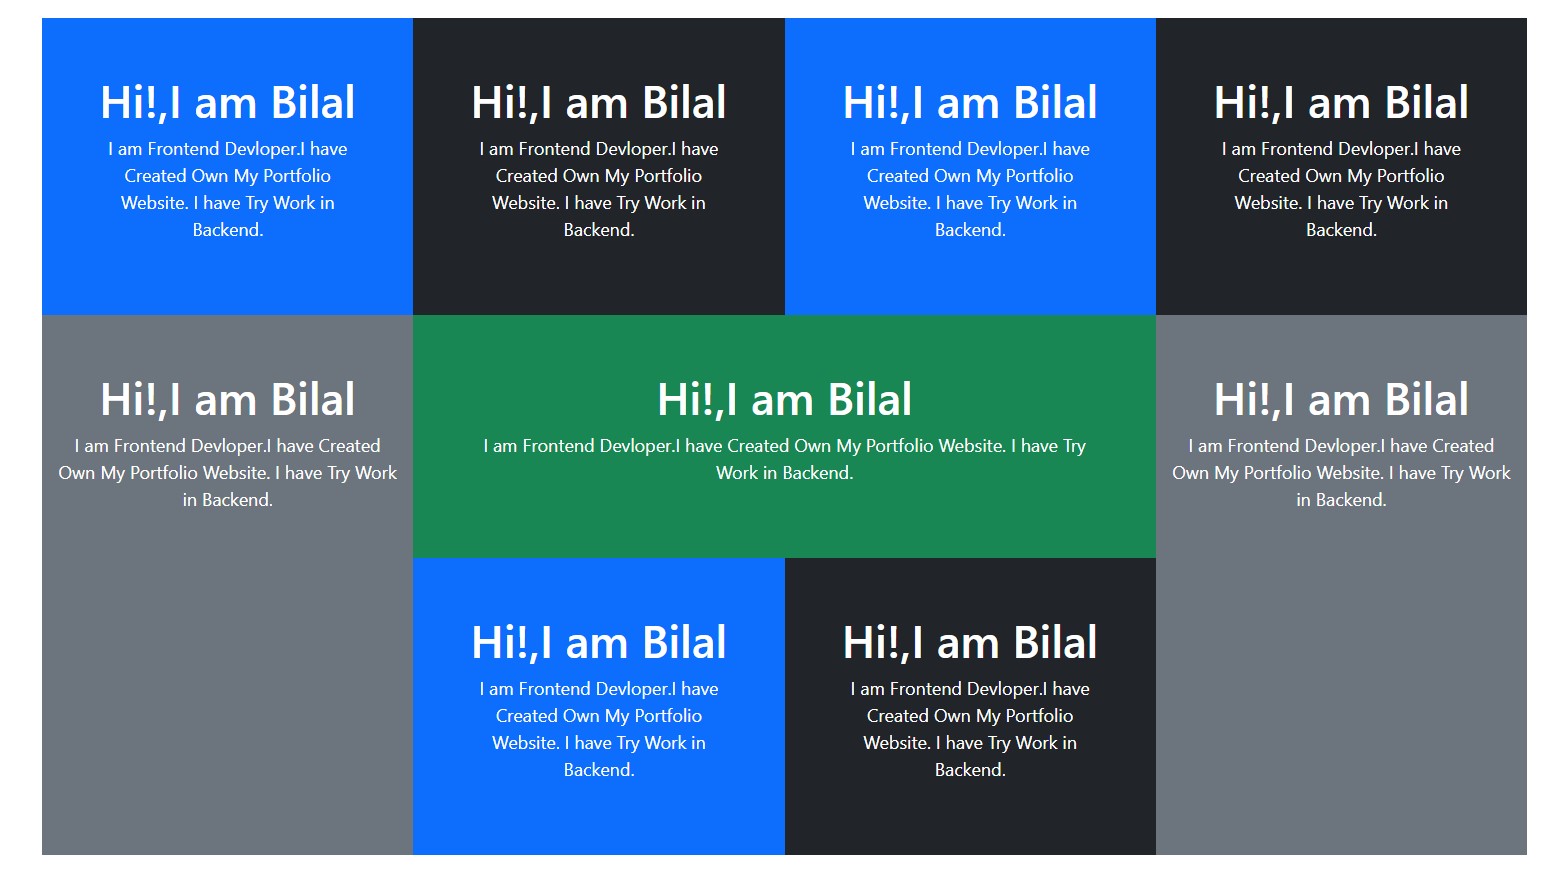 Hi!,I am Bilal
I am Frontend Devloper.I have
Created Own My Portfolio
Website. I have Try Work in
Backend.
Hi!,I am Bilal
I am Frontend Devloper.I have
Created Own My Portfolio
Website. I have Try Work in
Backend.
Hi!,I am Bilal
I am Frontend Devloper.I have
Created Own My Portfolio
Website. I have Try Work in
Backend.
Hi!,I am Bilal
I am Frontend Devloper.I have
Created Own My Portfolio
Website. I have Try Work in
Backend.
Hi!,I am Bilal
I am Frontend Devloper.I have Created
Own My Portfolio Website. I have Try Work
in Backend.
Hi!,I am Bilal
I am Frontend Devloper.I have Created Own My Portfolio Website. I have Try
Work in Backend.
Hi!,I am Bilal
I am Frontend Devloper.I have Created
Own My Portfolio Website. I have Try Work
in Backend.
Hi!,I am Bilal
I am Frontend Devloper.I have
Created Own My Portfolio
Website. I have Try Work in
Backend.
Hi!,I am Bilal
I am Frontend Devloper.I have
Created Own My Portfolio
Website. I have Try Work in
Backend.